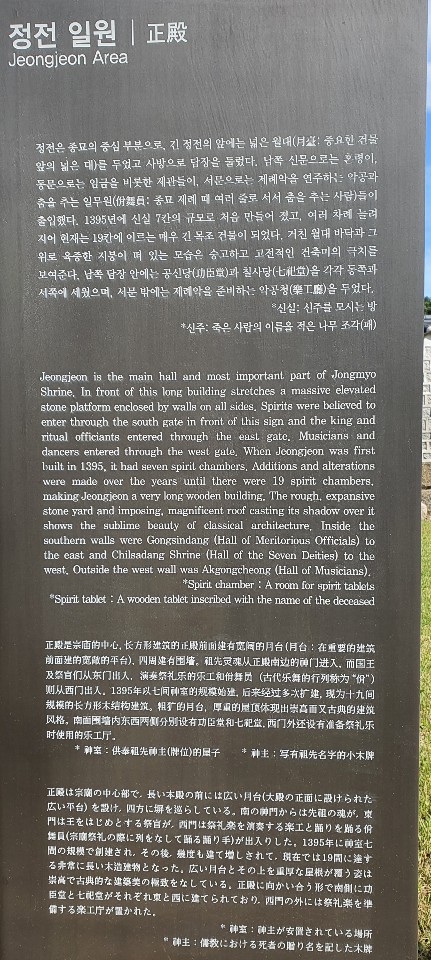 정전 일원 | 正殿
Jeongjeon Area
정전은 종묘의 중심 부분으로, 긴 정전의 앞에는 넓은 월대(月臺: 중요한 건물
앞의 넓은 대)를 두었고 사방으로 담장을 둘렀다. 남쪽 신문으로는 혼령이,
동문으로는 임금을 비롯한 제관들이, 서문으로는 제례악을 연주하는 악공과
춤을 추는 일무원(佾舞員: 종묘 제례 때 여러 줄로 서서 춤을 추는 사람)들이
출입했다. 1395년에 신실 7칸의 규모로 처음 만들어 졌고, 이러 차례 늘려
지어 현재는 19칸에 이르는 매우 긴 목조 건물이 되었다. 거친 월대 바닥과 그
위로 육중한 지붕이 떠 있는 모습은 숭고하고 고전적인 건축미의 극치를
보여준다. 남쪽 담장 안에는 공신당(功臣堂)과 칠사당(七祀堂)을 각각 동쪽과
서쪽에 세웠으며, 서문 밖에는 제례악을 준비하는 악공청(樂工廳)을 두었다.
*신실: 신주를 모시는 방
*신주: 죽은 사람의 이름을 적은 나무 조각(패)
Jeongjeon is the main hall and most important part of Jongmyo
Shrine. In front of this long building stretches a massive elevated
stone platform enclosed by walls on all sides. Spirits were believed to
enter through the south gate in front of this sign and the king and
ritual officiants entered through the east gate. Musicians and
dancers entered through the west gate. When Jeongjeon was first
built in 1395, it had seven spirit chambers. Additions and alterations
were made over the years until there were 19 spirit chambers,
making Jeongjeon a very long wooden building. The rough, expansive
stone yard and imposing, magnificent roof casting its shadow over it
shows the sublime beauty of classical architecture. Inside the
southern walls were Gongsindang (Hall of Meritorious Officials) to
the east and Chilsadang Shrine (Hall of the Seven Deities) to the
west. Outside the west wall was Akgongcheong (Hall of Musicians).
*Spirit chamber : A room for spirit tablets
*Spirit tablet : A wooden tablet inscribed with the name of the deceased
正殿是宗庙的中心, 长方形建筑的正殿前面建有宽阔的月台 (月台 : 在重要的建筑
前面建的宽敞的平台), 四周建有围墙。祖先灵魂从正殿南边的神门进入, 而国王
及祭官们从东门出入, 演奏祭礼乐的乐工和佾舞员 (古代乐舞的行列称为 "佾")
则从西门出入。1395年以七间神室的规模始建, 后来经过多次扩建, 现为十九间
规模的长方形木结构建筑。粗犷的月台, 厚重的屋顶体现出崇高而又古典的建筑
风格。南面围墙内东西两侧分别设有功臣堂和七祀堂, 西门外还设有准备祭礼乐
时使用的乐工厅。
* 神室 : 供奉祖先神主(牌位)的屋子 * 神主 : 写有祖先名字的小木牌
正殿は宗廟の中心部で、長い本殿の前には広い月台(大殿の正面に設けられた
広い平台) を設け、四方に塀を巡らしている。南の神門からは先祖の魂が、東
門は王をはじめとする祭官が、西門は祭礼楽を演奏する楽工と踊りを踊る佾
舞員(宗廟祭礼の際に列をなして踊る踊り手)が出入りした。1395年に神室七
間の規模で創建され、その後、幾度も建て増しされて、現在では19間に達す
る非常に長い木造建物となった。広い月台とその上を重厚な屋根が覆う姿は
崇高で古典的な建築美の極致をなしている。正殿に向かい合う形で南側に功
臣堂と七祀堂がそれぞれ東と西に建てられており、西門の外には祭礼楽を準
備する楽工庁が置かれた。
* 神室 : 神主が安置されている場所
* 神主 : 儒教における死者の贈り名を記した木牌